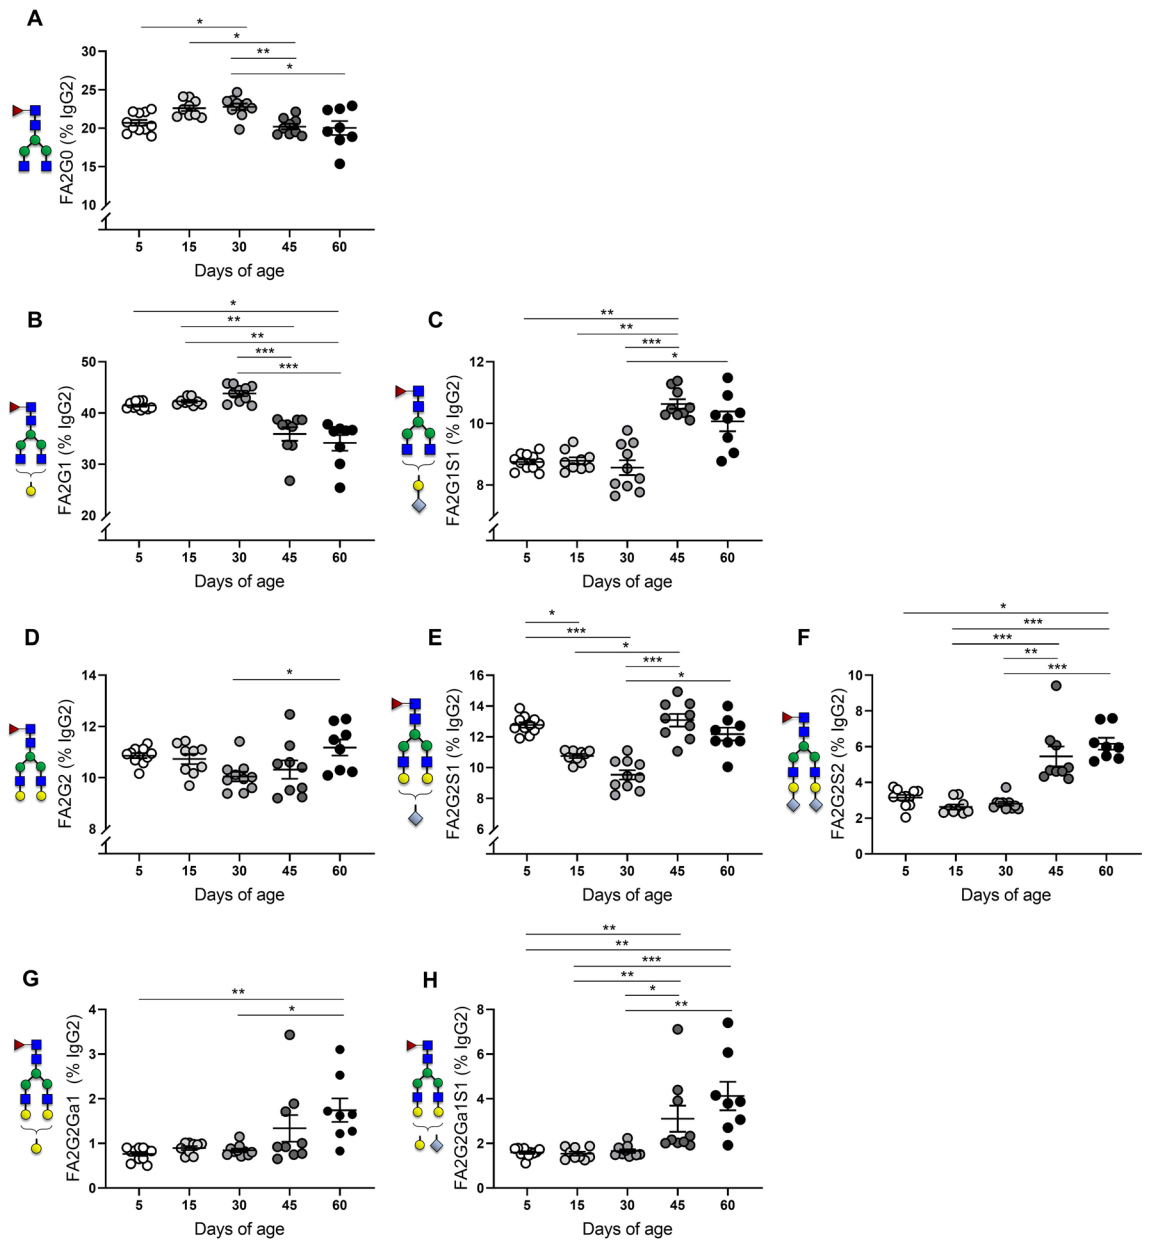 A
*
*
**
*
30
25
20
15
10
FA2G0 (% IgG2)
5 15 30 45 60
Days of age
B
*
**
**
***
***
50
40
30
20
FA2G1 (% IgG2)
5 15 30 45 60
Days of age
C
**
**
***
*
12
10
8
FA2G1S1 (% IgG2)
5 15 30 45 60
Days of age
D
*
14
12
10
8
FA2G2 (% IgG2)
5 15 30 45 60
Days of age
E
*
***
*
***
*
16
14
12
10
8
6
FA2G2S1 (% IgG2)
5 15 30 45 60
Days of age
F
*
***
***
**
***
10
8
6
4
2
0
FA2G2S2 (% IgG2)
5 15 30 45 60
Days of age
G
**
*
4
3
2
1
0
FA2G2Ga1 (% IgG2)
5 15 30 45 60
Days of age
H
**
**
***
**
*
**
8
6
4
2
0
FA2G2Ga1S1 (% IgG2)
5 15 30 45 60
Days of age